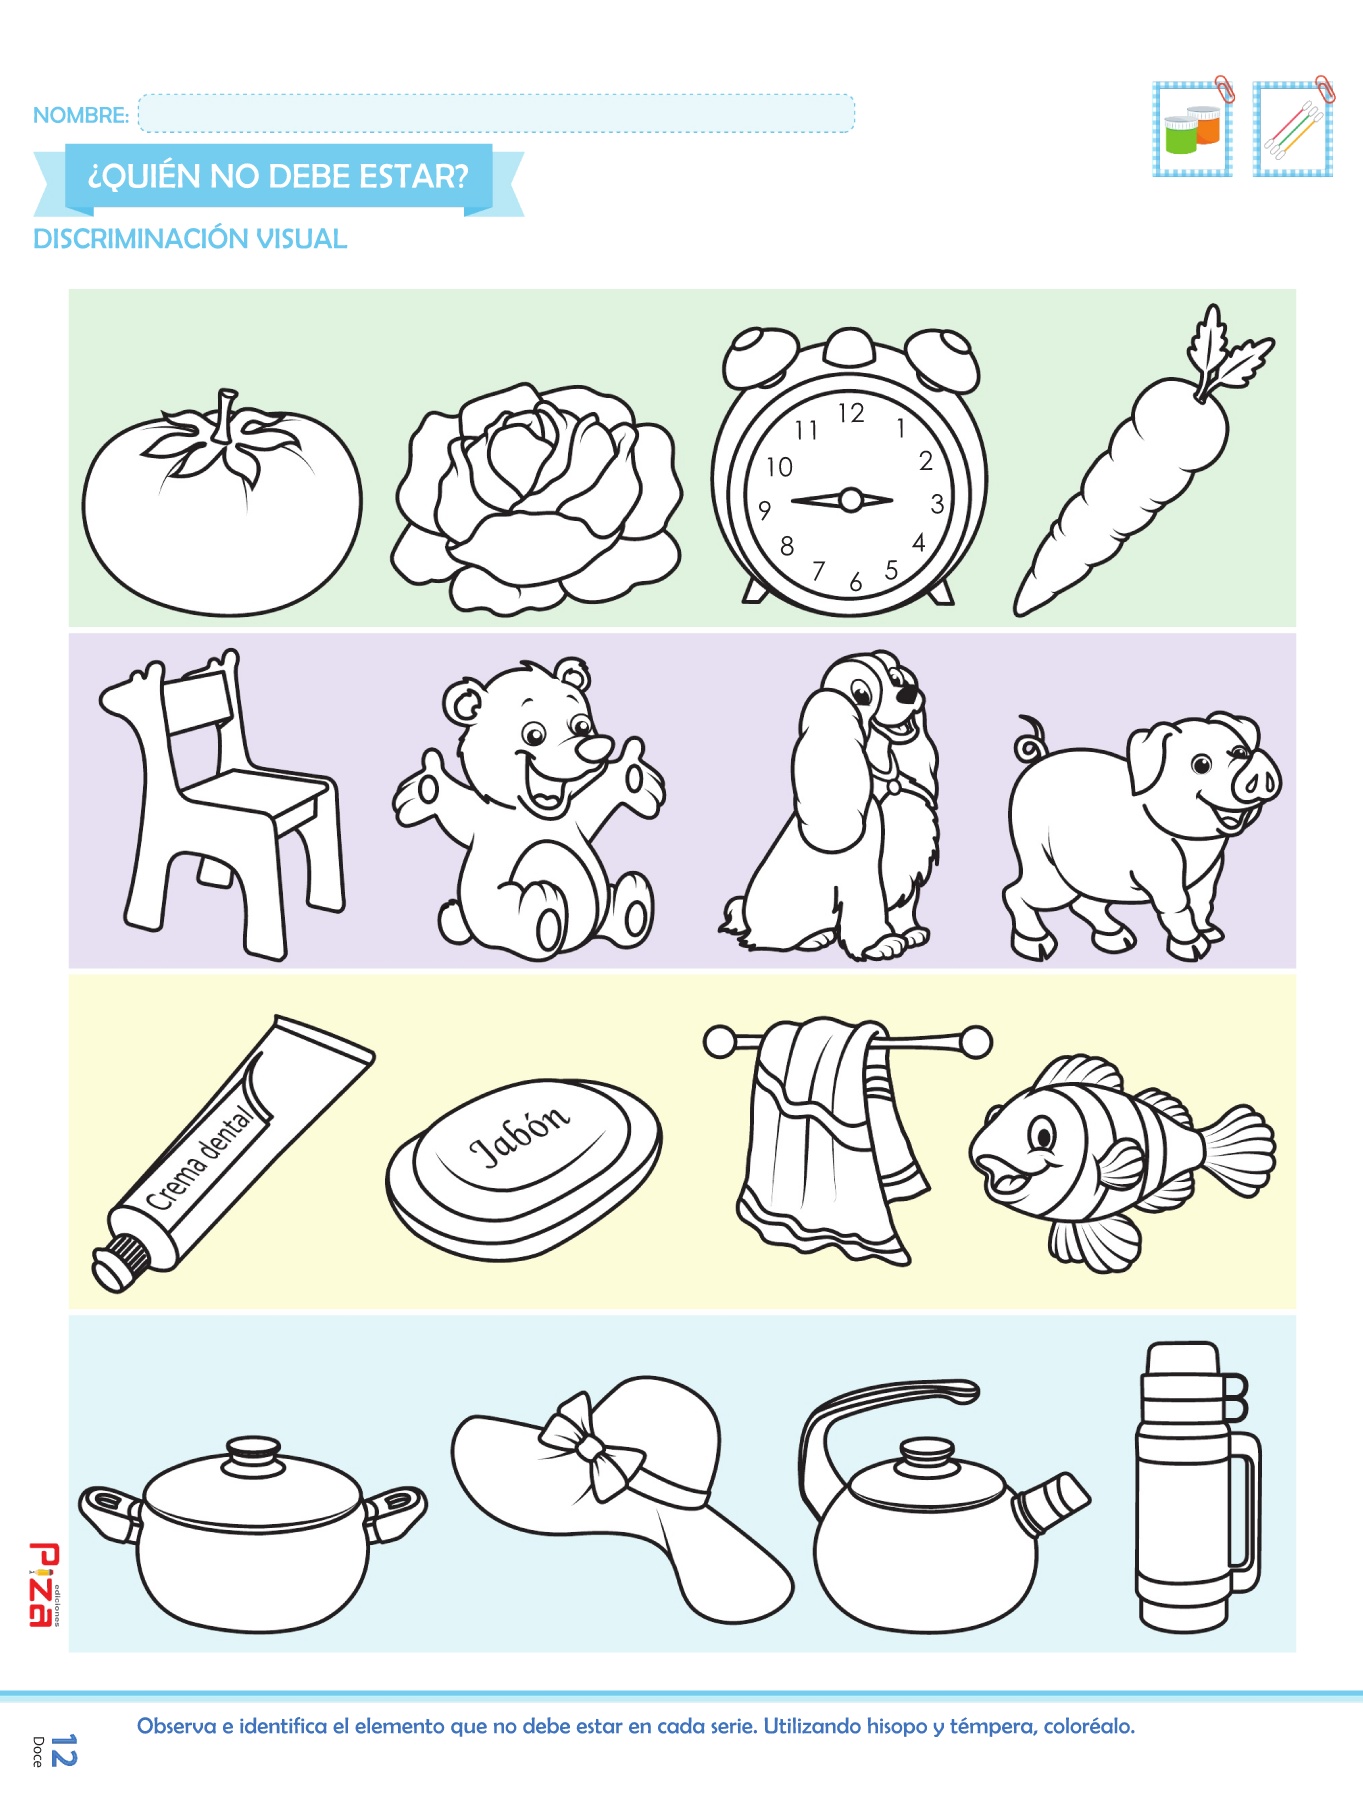 NOMBRE:
¿QUIÉN NO DEBE ESTAR?
DISCRIMINACIÓN VISUAL
12
1
2
3
4
5
6
7
8
9
10
11
Crema dental
Jabón
Piza
ediciones
Observa e identifica el elemento que no debe estar en cada serie. Utilizando hisopo y témpera, coloréalo.
12
Doce